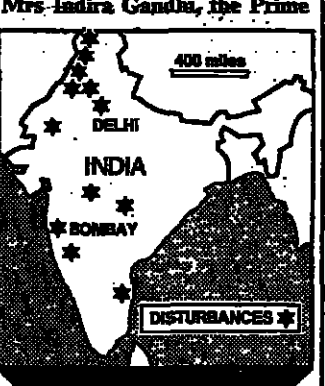 Mrs Indira Gandhi, the Prime
400 miles
DELHI
INDIA
BOMBAY
DISTURBANCES